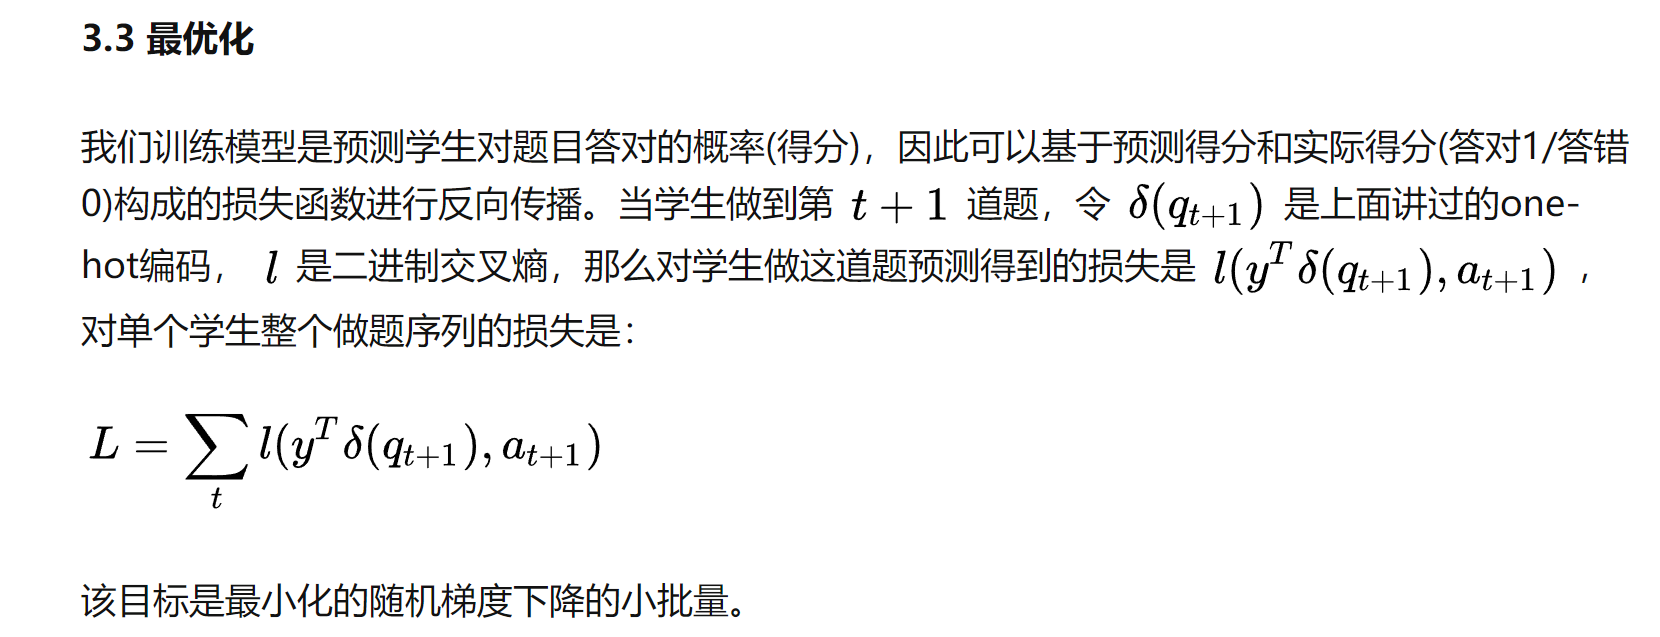 3.3 最优化
我们训练模型是预测学生对题目答对的概率(得分)，因此可以基于预测得分和实际得分(答对1/答错
0)构成的损失函数进行反向传播。当学生做到第 t + 1 道题，令 δ(q_{t+1}) 是上面讲过的one-
hot编码， l 是二进制交叉熵，那么对学生做这道题预测得到的损失是 l(y^T δ(q_{t+1}), a_{t+1}) ，
对单个学生整个做题序列的损失是：
L = ∑_t l(y^T δ(q_{t+1}), a_{t+1})
该目标是最小化的随机梯度下降的小批量。